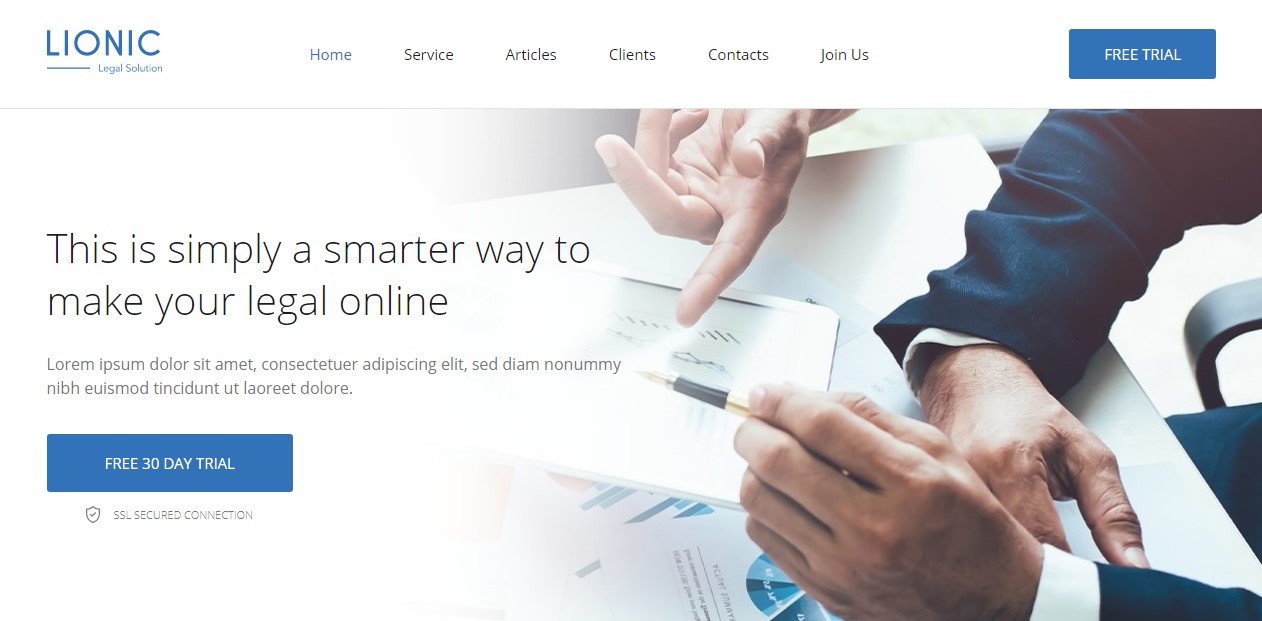 LIONIC
Legal Solution
Home
Service
Articles
Clients
Contacts
Join Us
FREE TRIAL
This is simply a smarter way to
make your legal online
Lorem ipsum dolor sit amet, consectetuer adipiscing elit, sed diam nonummy
nibh euismod tincidunt ut laoreet dolore.
FREE 30 DAY TRIAL
SSL SECURED CONNECTION